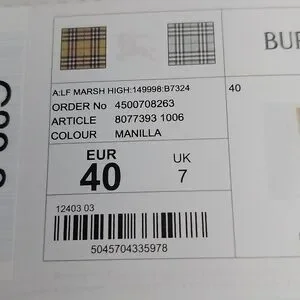 BUR
A:LF MARSH HIGH:149998:B7324
40
ORDER No 4500708263
ARTICLE 8077393 1006
COLOUR MANILLA
EUR
40
UK
7
12403 03
5045704335978